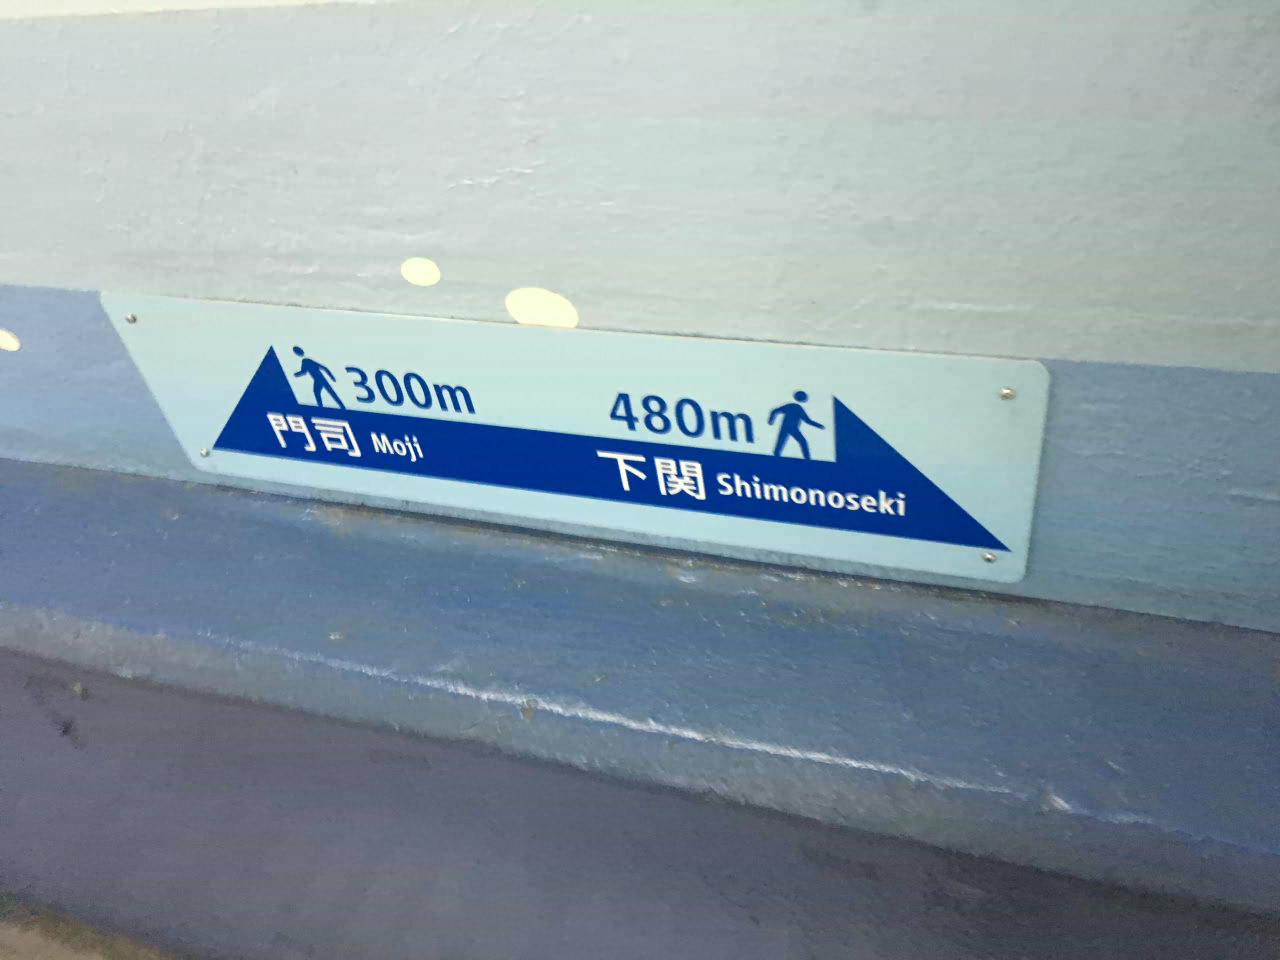 300m
門司 Moji
480m
下関 Shimonoseki